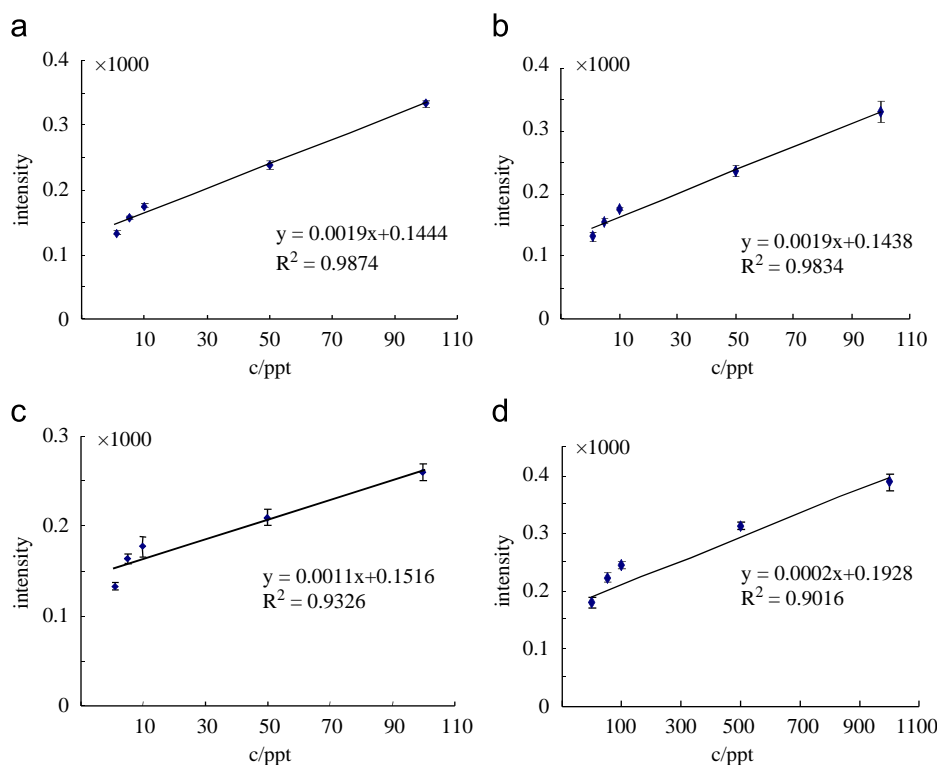 a
×1000
0.4
0.3
0.2
0.1
0
intensity
y = 0.0019x+0.1444
R² = 0.9874
10 30 50 70 90 110
c/ppt
b
×1000
0.4
0.3
0.2
0.1
0
intensity
y = 0.0019x+0.1438
R² = 0.9834
10 30 50 70 90 110
c/ppt
c
×1000
0.3
0.2
0.1
0
intensity
y = 0.0011x+0.1516
R² = 0.9326
10 30 50 70 90 110
c/ppt
d
×1000
0.4
0.3
0.2
0.1
0
intensity
y = 0.0002x+0.1928
R² = 0.9016
100 300 500 700 900 1100
c/ppt